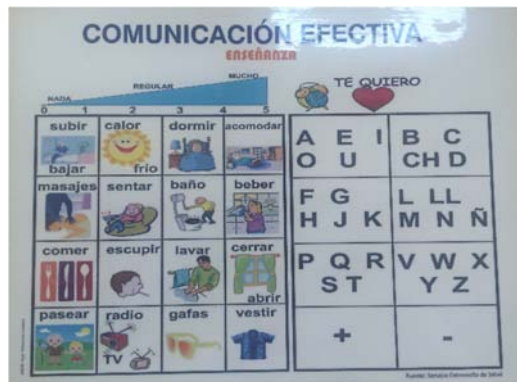 COMUNICACIÓN EFECTIVA
ENSEÑANZA
NADA REGULAR MUCHO
0 1 2 3 4 5
TE QUIERO
subir calor dormir acomodar
bajar frío
masajes sentar baño beber
comer escupir lavar cerrar
abrir
pasear radio gafas vestir
TV
A E I
O U
B C
CH D
F G
H J K
L LL
M N Ñ
P Q R
S T
V W X
Y Z
+ -